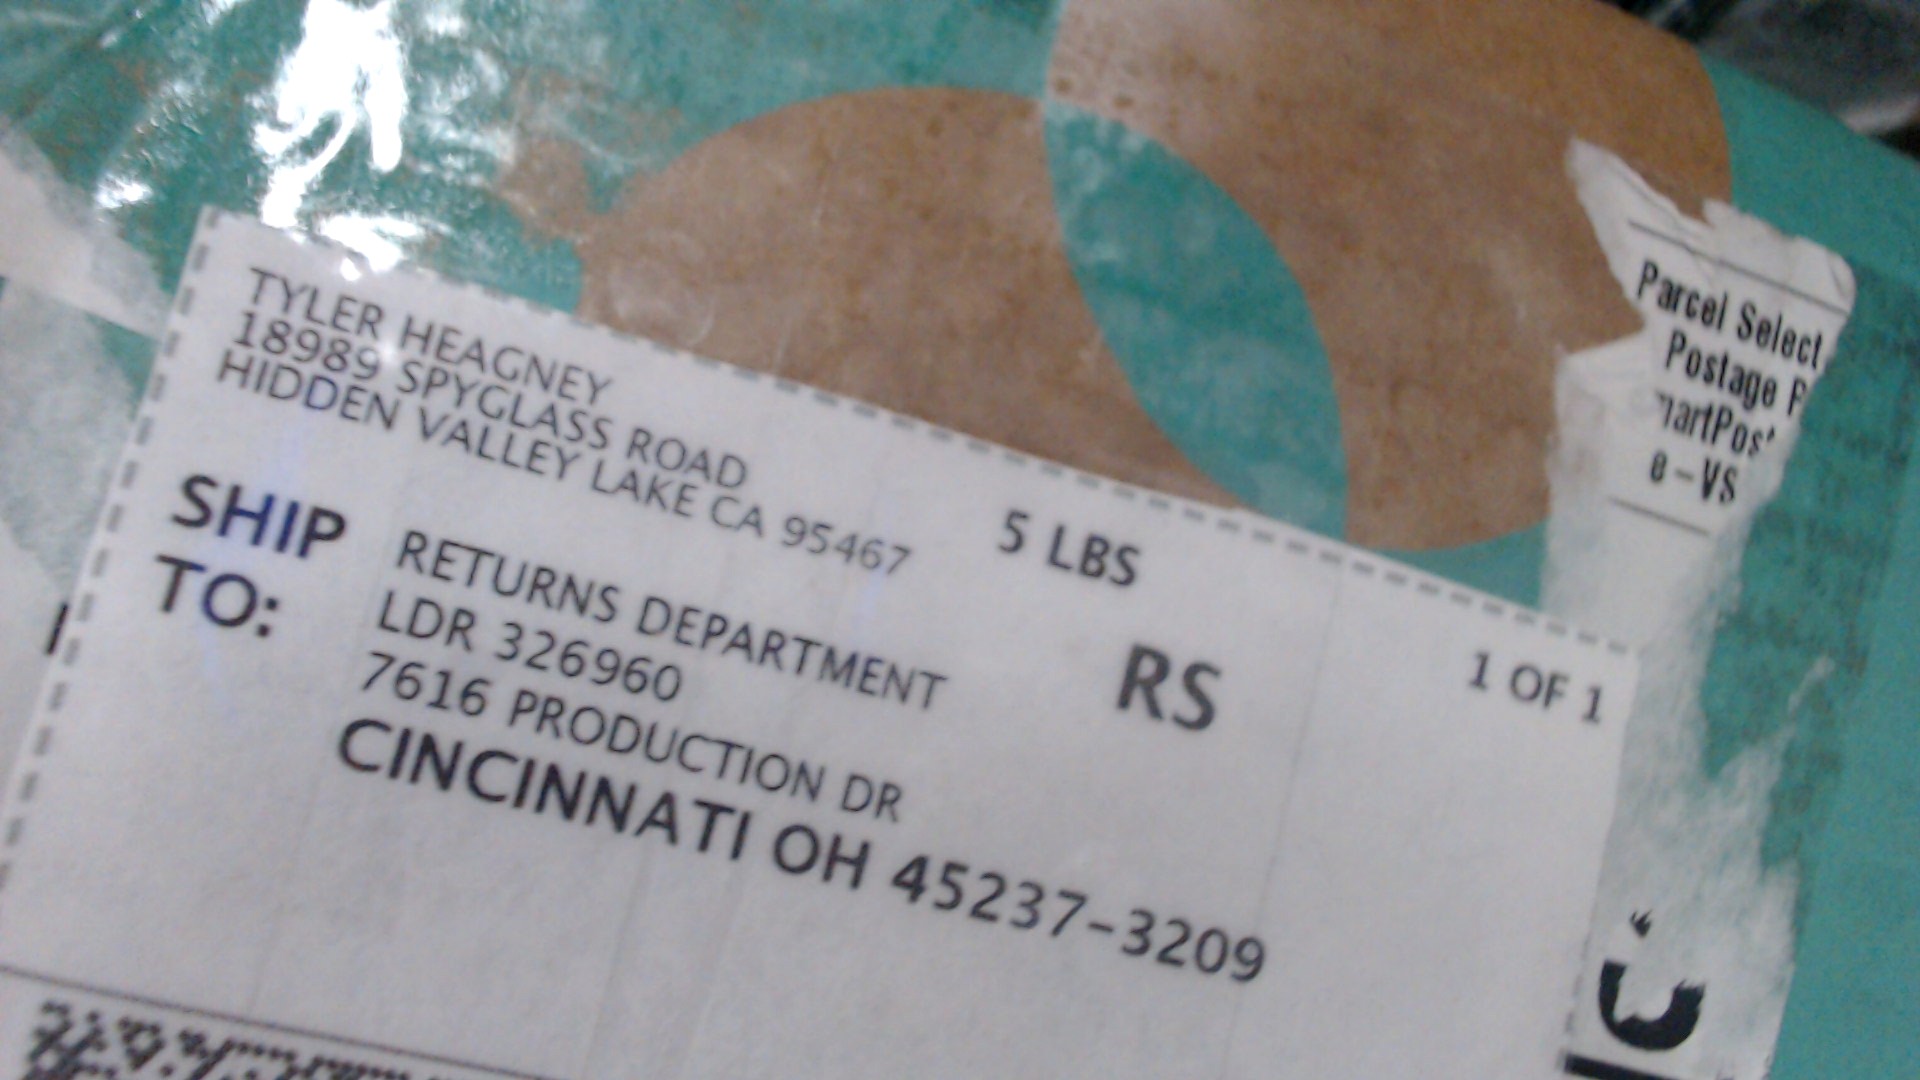 TYLER HEAGNEY
18989 SPYGLASS ROAD
HIDDEN VALLEY LAKE CA 95467
5 LBS
1 OF 1
RS
SHIP
TO:
RETURNS DEPARTMENT
LDR 326960
7616 PRODUCTION DR
CINCINNATI OH 45237-3209
Parcel Select
Postage P
martPos
e-VS